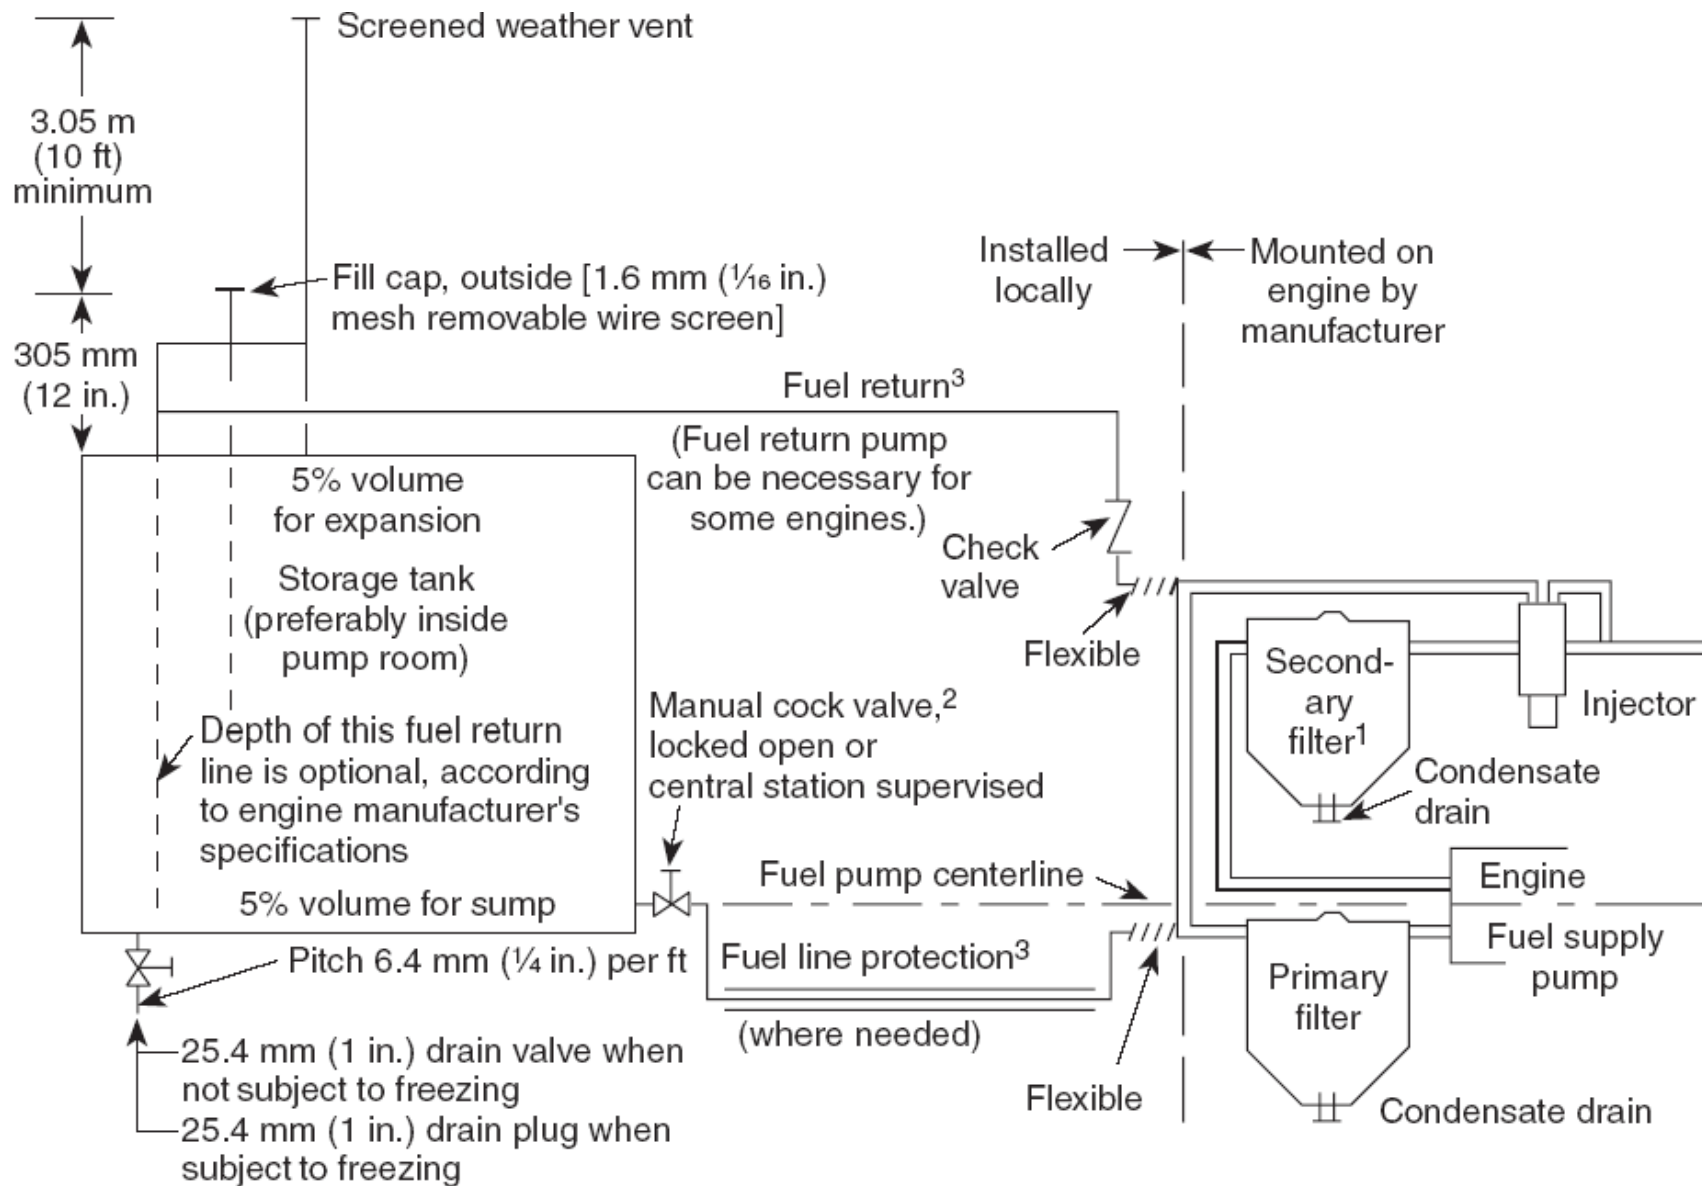 Screened weather vent
3.05 m
(10 ft)
minimum
Installed
locally
Mounted on
engine by
manufacturer
Fill cap, outside [1.6 mm (1⁄16 in.)
mesh removable wire screen]
305 mm
(12 in.)
Fuel return³
(Fuel return pump
can be necessary for
some engines.)
5% volume
for expansion
Check
valve
Storage tank
(preferably inside
pump room)
Flexible
Second-
ary
filter¹
Injector
Manual cock valve,²
locked open or
central station supervised
Depth of this fuel return
line is optional, according
to engine manufacturer's
specifications
Condensate
drain
Fuel pump centerline
Engine
5% volume for sump
Fuel supply
pump
Pitch 6.4 mm (¼ in.) per ft
Fuel line protection³
(where needed)
Primary
filter
25.4 mm (1 in.) drain valve when
not subject to freezing
Flexible
Condensate drain
25.4 mm (1 in.) drain plug when
subject to freezing